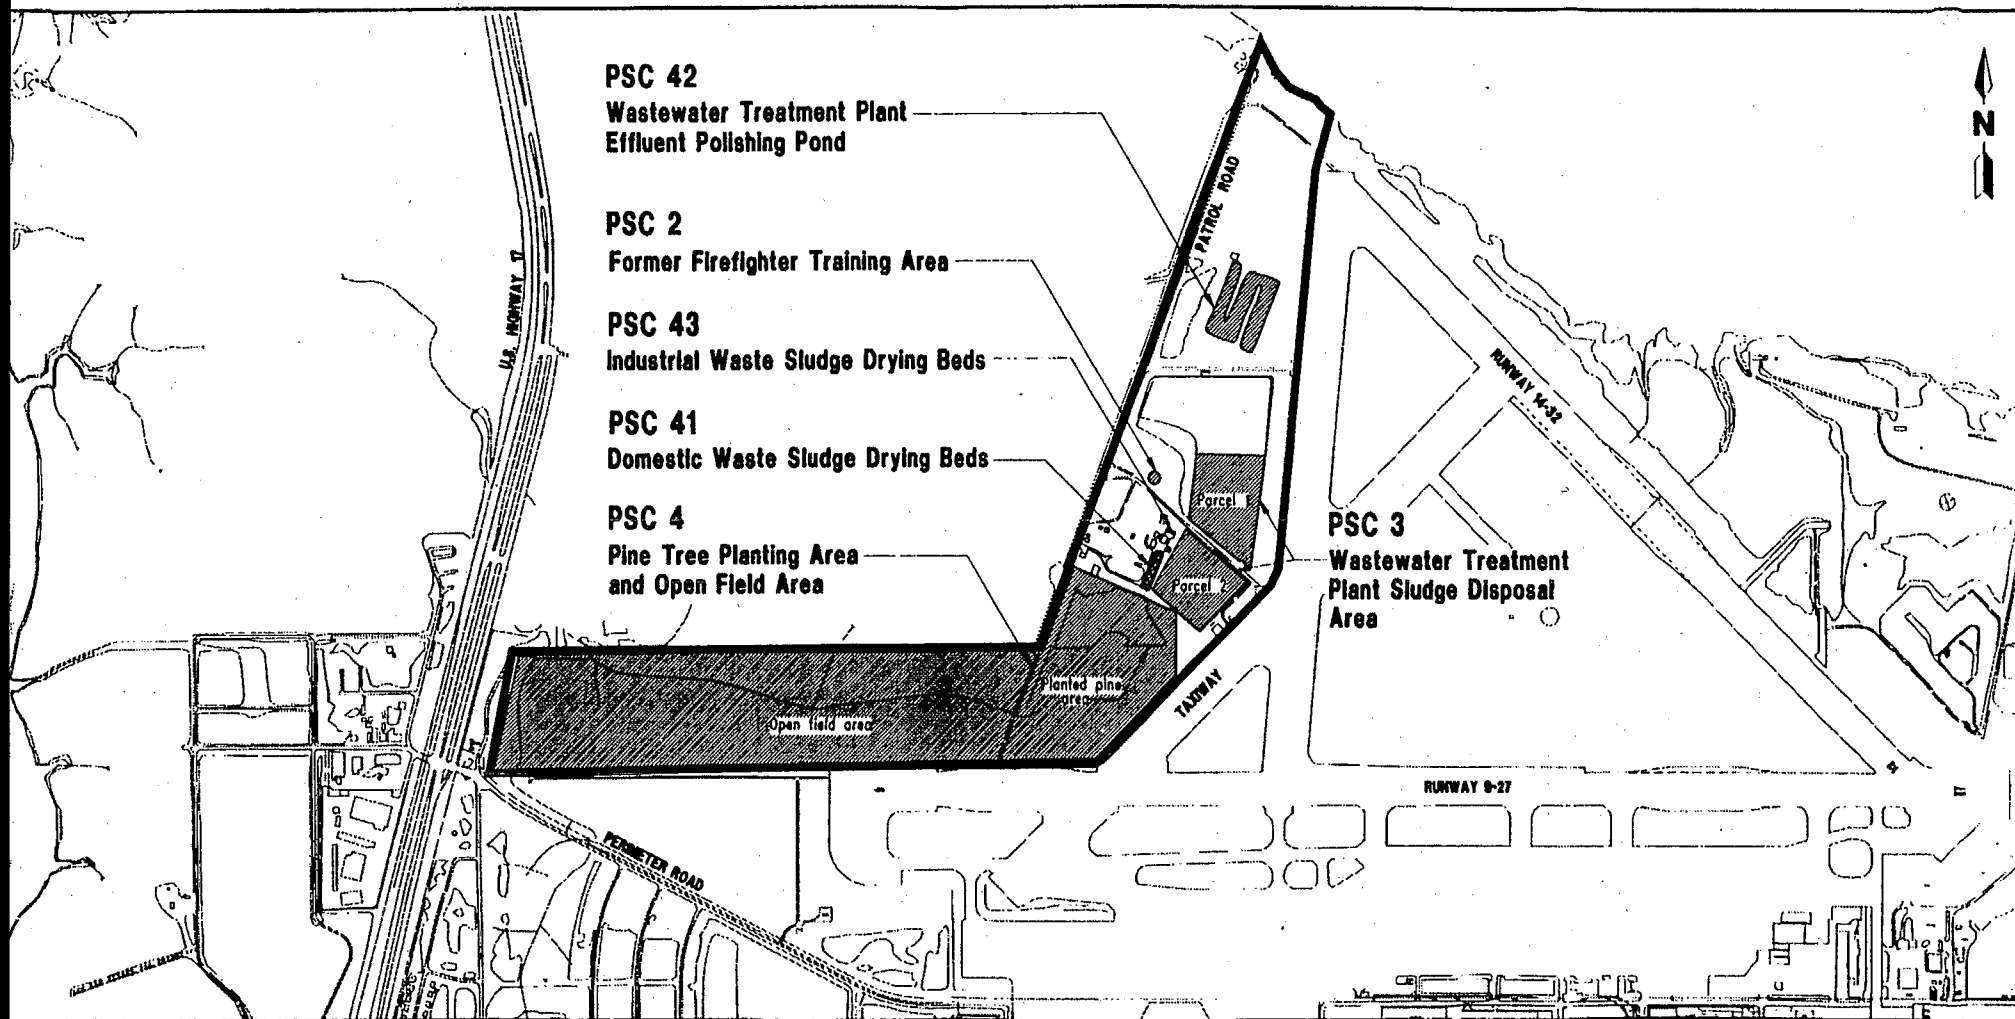 PSC 42
Wastewater Treatment Plant
Effluent Polishing Pond
N
PATROL ROAD
PSC 2
Former Firefighter Training Area
U.S. HIGHWAY 17
PSC 43
Industrial Waste Sludge Drying Beds
RUNWAY 14-32
PSC 41
Domestic Waste Sludge Drying Beds
Parcel 1
PSC 4
Pine Tree Planting Area
and Open Field Area
PSC 3
Wastewater Treatment
Plant Sludge Disposal
Area
Parcel 2
Planted pine
area
Open field area
TAXIWAY
RUNWAY 9-27
PERIMETER ROAD